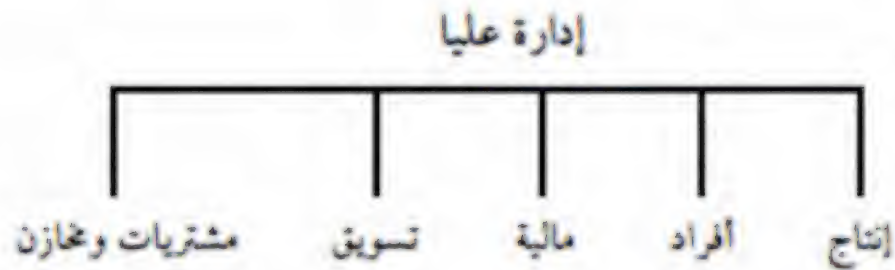 إدارة عليا
إنتاج أفراد مالية تسويق مشتريات ومخازن